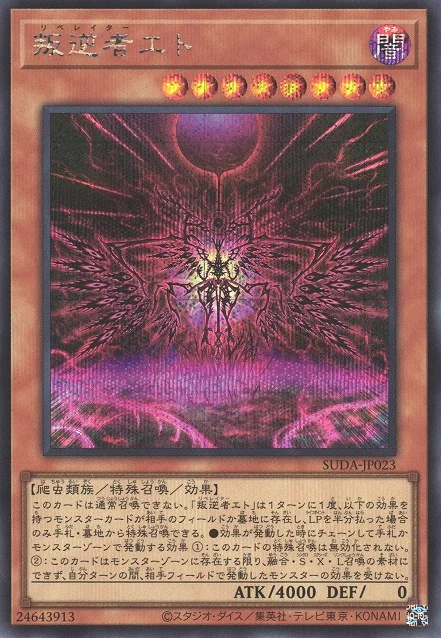 リベレイター
叛逆者エト
やみ
闇
SUDA-JP023
【爬虫類族／特殊召喚／効果】
このカードは通常召喚できない。「叛逆者エト」は１ターンに１度、以下の効果を
持つモンスターカードが相手のフィールドか墓地に存在し、LPを半分払った場合
のみ手札・墓地から特殊召喚できる。●効果が発動した時にチェーンして手札か
モンスターゾーンで発動する効果①：このカードの特殊召喚は無効化されない。
②：このカードはモンスターゾーンに存在する限り、融合・S・X・L召喚の素材に
できず、自分ターンの間、相手フィールドで発動したモンスターの効果を受けない。
ATK/4000 DEF/ 0
24643913 ©スタジオ・ダイス／集英社・テレビ東京・KONAMI